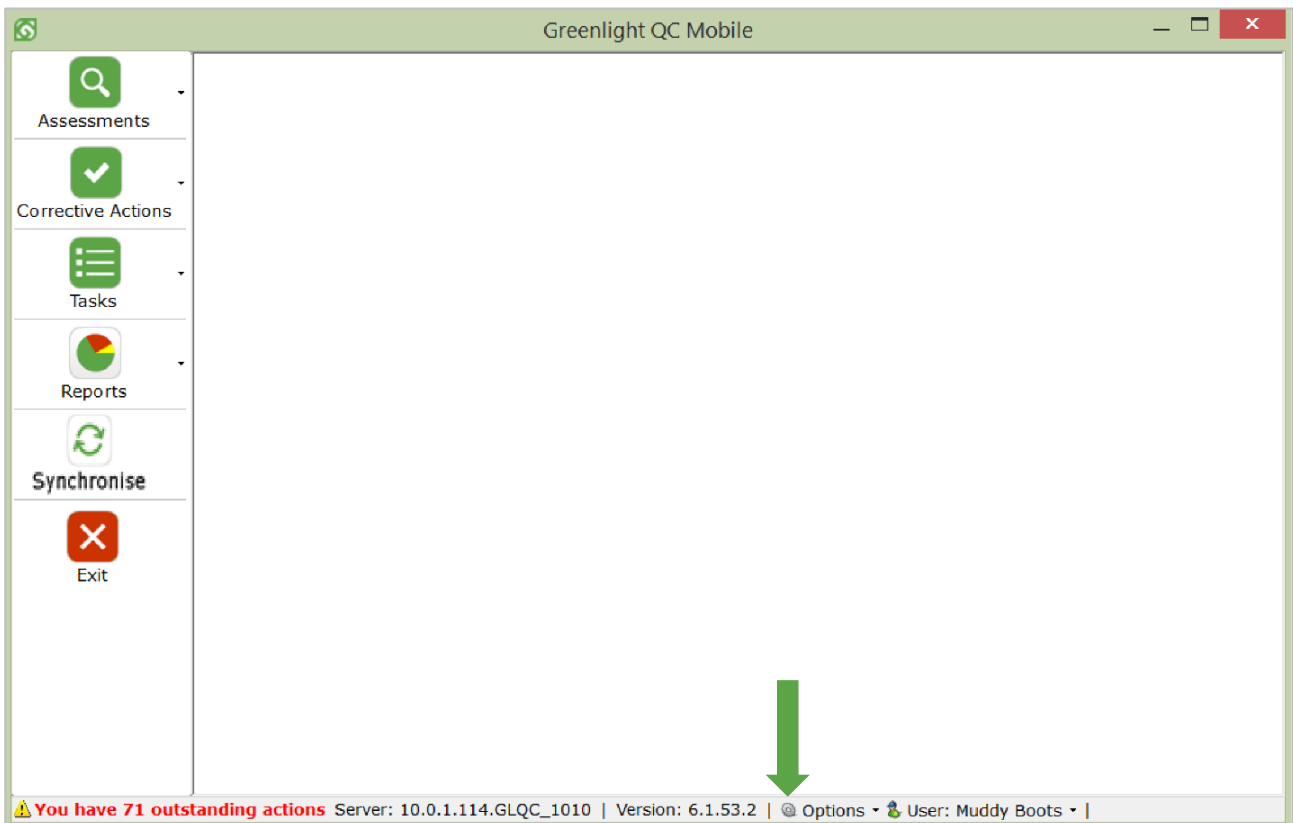 Greenlight QC Mobile
Assessments
Corrective Actions
Tasks
Reports
Synchronise
Exit
You have 71 outstanding actions Server: 10.0.1.114.GLQC_1010 | Version: 6.1.53.2 | Options User: Muddy Boots |